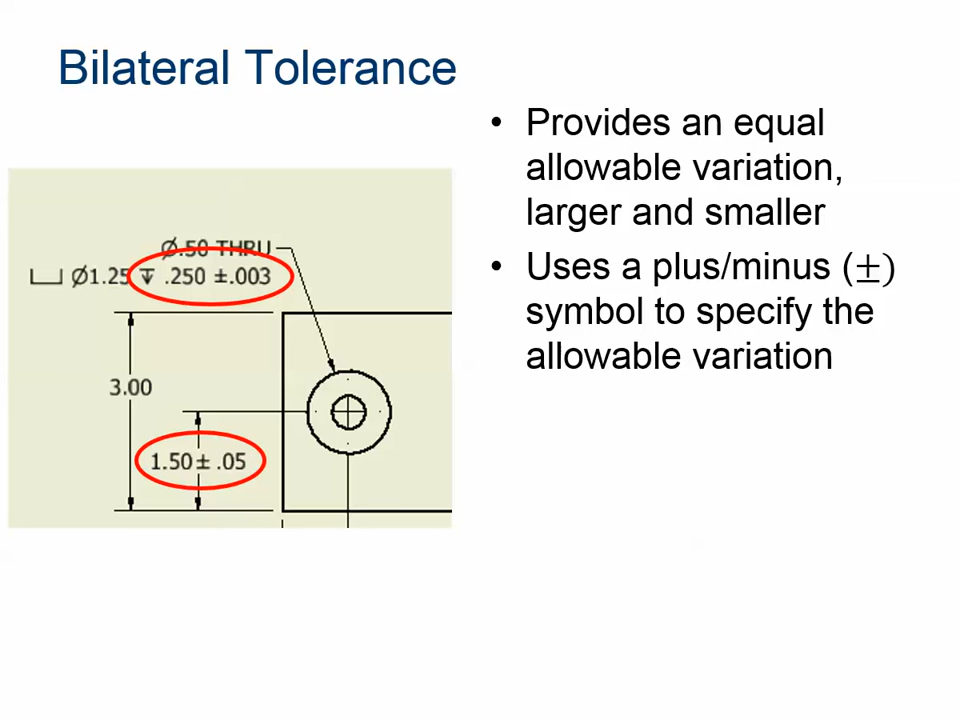 Bilateral Tolerance
• Provides an equal
allowable variation,
larger and smaller
• Uses a plus/minus (±)
symbol to specify the
allowable variation
Ø.50 THRU
⌴ Ø1.25 ↧ .250 ±.003
3.00
1.50 ± .05